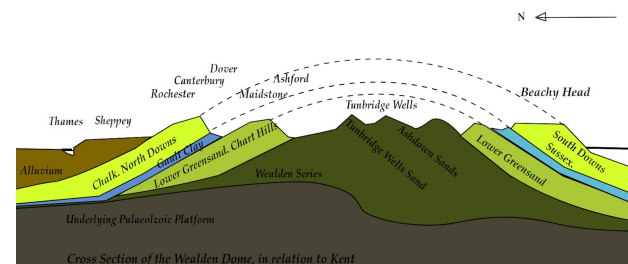 N
Dover
Canterbury
Ashford
Rochester
Maidstone
Beachy Head
Tunbridge Wells
Thames
Sheppey
Alluvium
Chalk. North Downs
Gault Clay
Lower Greensand. Chart Hills
Wealden Series
Tunbridge Wells Sand
Ashdown Sands
Lower Greensand
South Downs
Sussex.
Underlying Palaeolzoic Platform
Cross Section of the Wealden Dome, in relation to Kent